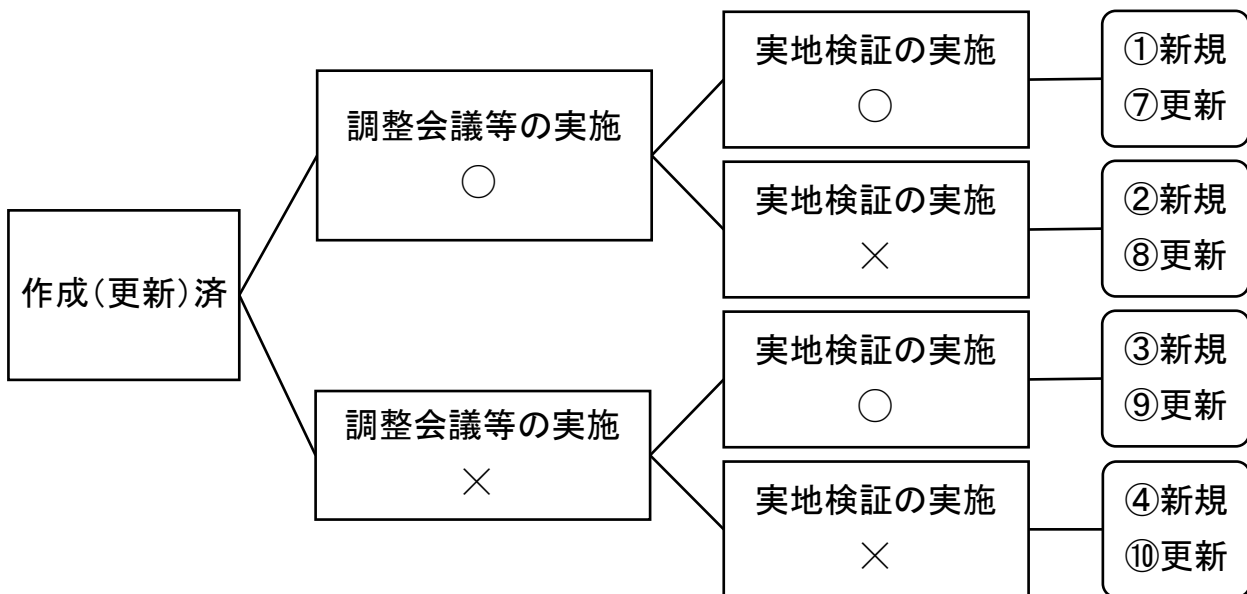 作成(更新)済
調整会議等の実施
○
実地検証の実施
○
①新規
⑦更新
実地検証の実施
×
②新規
⑧更新
調整会議等の実施
×
実地検証の実施
○
③新規
⑨更新
実地検証の実施
×
④新規
⑩更新